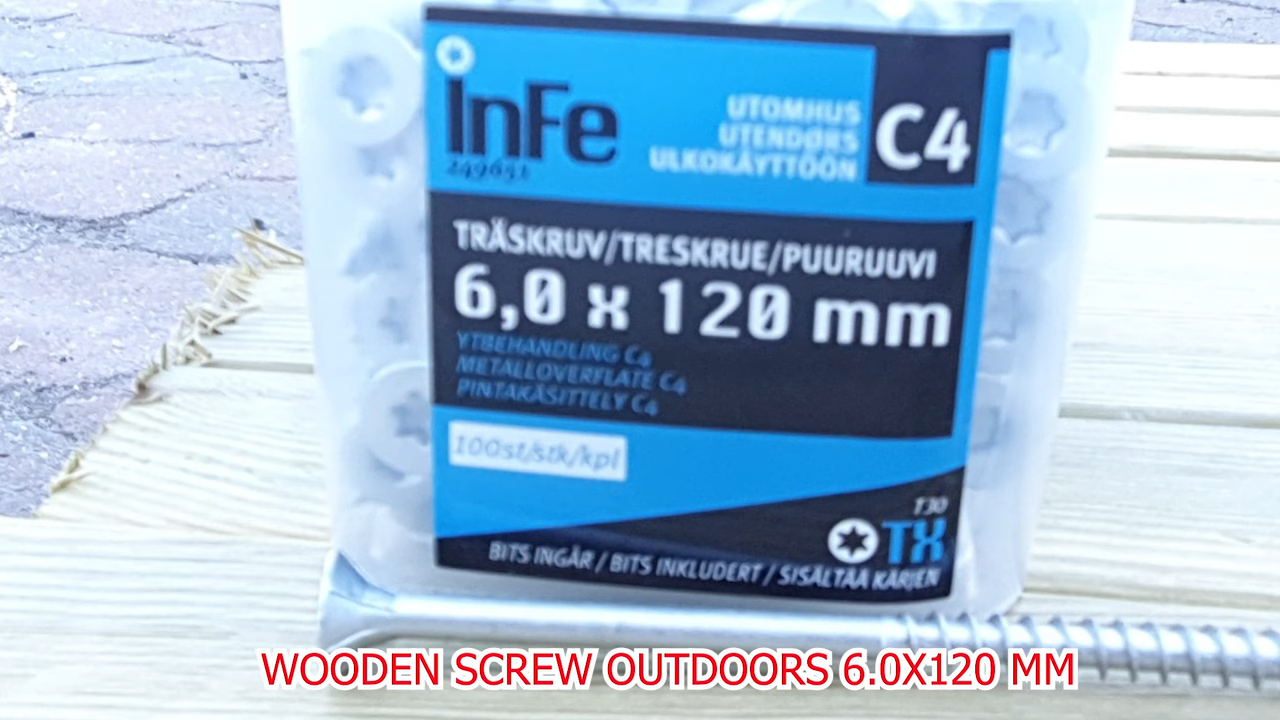 InFe
249651
UTOMHUS
UTENDØRS
ULKOKÄYTTÖÖN
C4
TRÄSKRUV/TRESKRUE/PUURUUVI
6,0 x 120 mm
YTBEHANDLING C4
METALLOVERFLATE C4
PINTAKÄSITTELY C4
100st/stk/kpl
T30
TX
BITS INGÅR / BITS INKLUDERT / SISÄLTÄÄ KÄRJEN
WOODEN SCREW OUTDOORS 6.0X120 MM